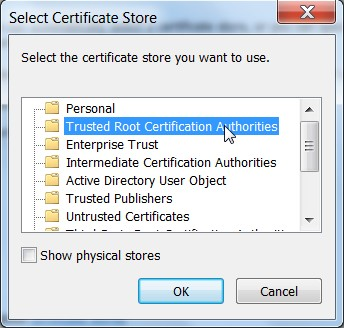 Select Certificate Store
Select the certificate store you want to use.
Personal
Trusted Root Certification Authorities
Enterprise Trust
Intermediate Certification Authorities
Active Directory User Object
Trusted Publishers
Untrusted Certificates
Show physical stores
OK
Cancel